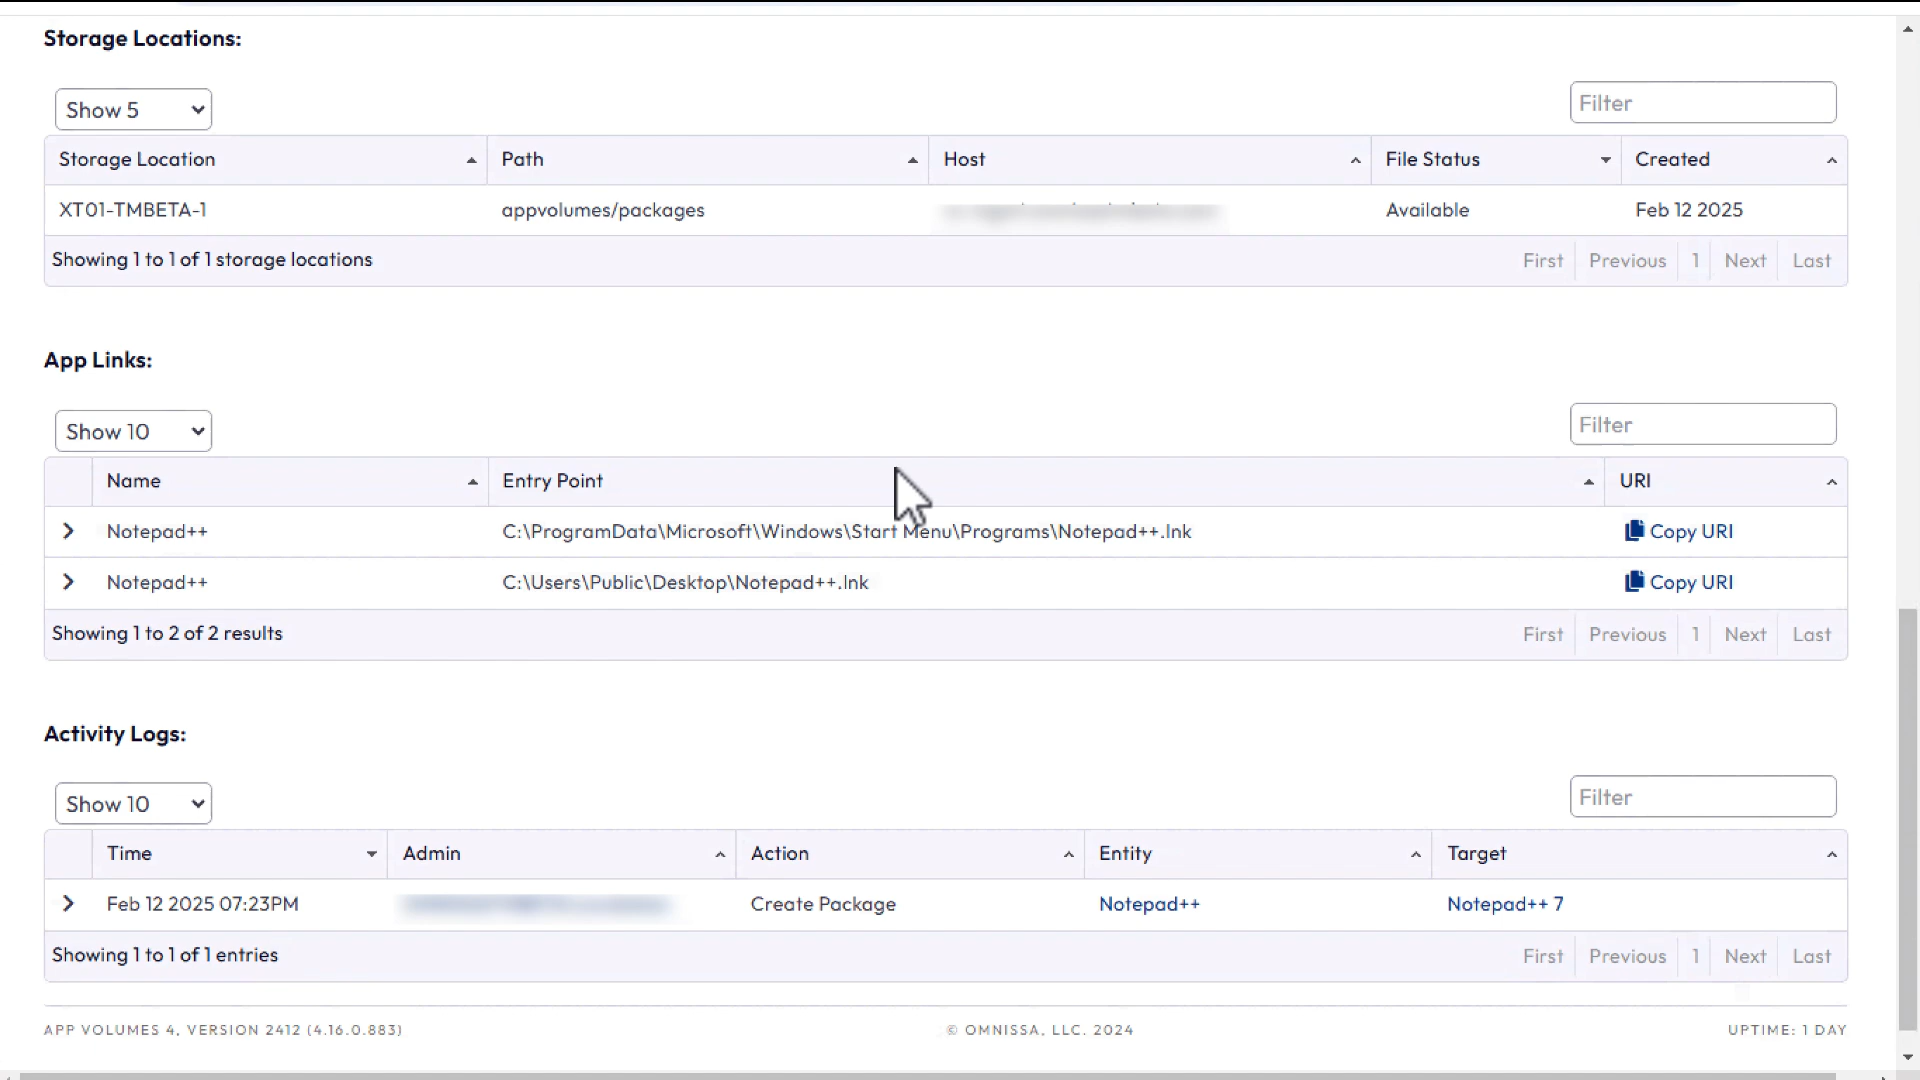 Storage Locations:
Show 5
Filter
Storage Location Path Host File Status Created
XT01-TMBETA-1 appvolumes/packages Available Feb 12 2025
Showing 1 to 1 of 1 storage locations First Previous 1 Next Last
App Links:
Show 10
Filter
Name Entry Point URI
Notepad++ C:\ProgramData\Microsoft\Windows\Start Menu\Programs\Notepad++.lnk Copy URI
Notepad++ C:\Users\Public\Desktop\Notepad++.lnk Copy URI
Showing 1 to 2 of 2 results First Previous 1 Next Last
Activity Logs:
Show 10
Filter
Time Admin Action Entity Target
Feb 12 2025 07:23PM Create Package Notepad++ Notepad++ 7
Showing 1 to 1 of 1 entries First Previous 1 Next Last
APP VOLUMES 4, VERSION 2412 (4.16.0.883) © OMNISSA, LLC. 2024 UPTIME: 1 DAY